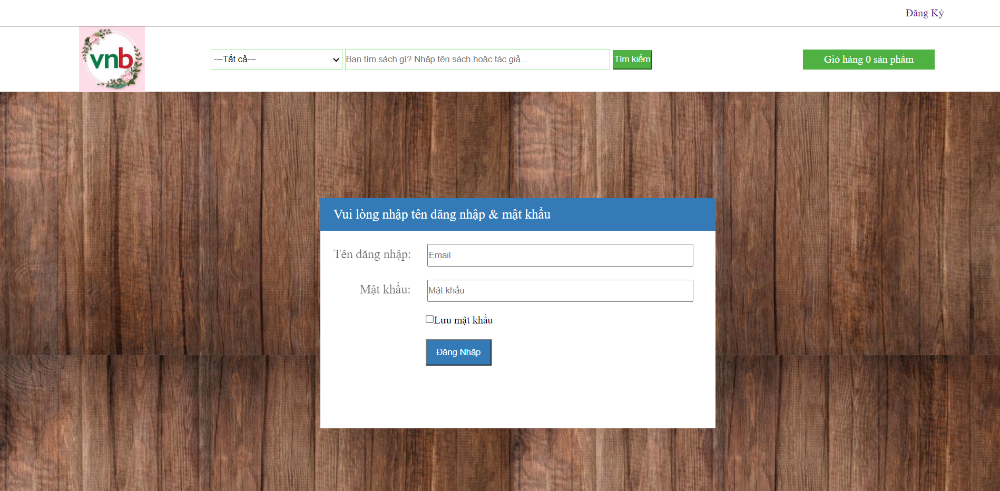 Đăng Ký
vnb
---Tất cả---
Bạn tìm sách gì? Nhập tên sách hoặc tác giả...
Tìm kiếm
Giỏ hàng 0 sản phẩm
Vui lòng nhập tên đăng nhập & mật khẩu
Tên đăng nhập:
Email
Mật khẩu:
Mật khẩu
Lưu mật khẩu
Đăng Nhập